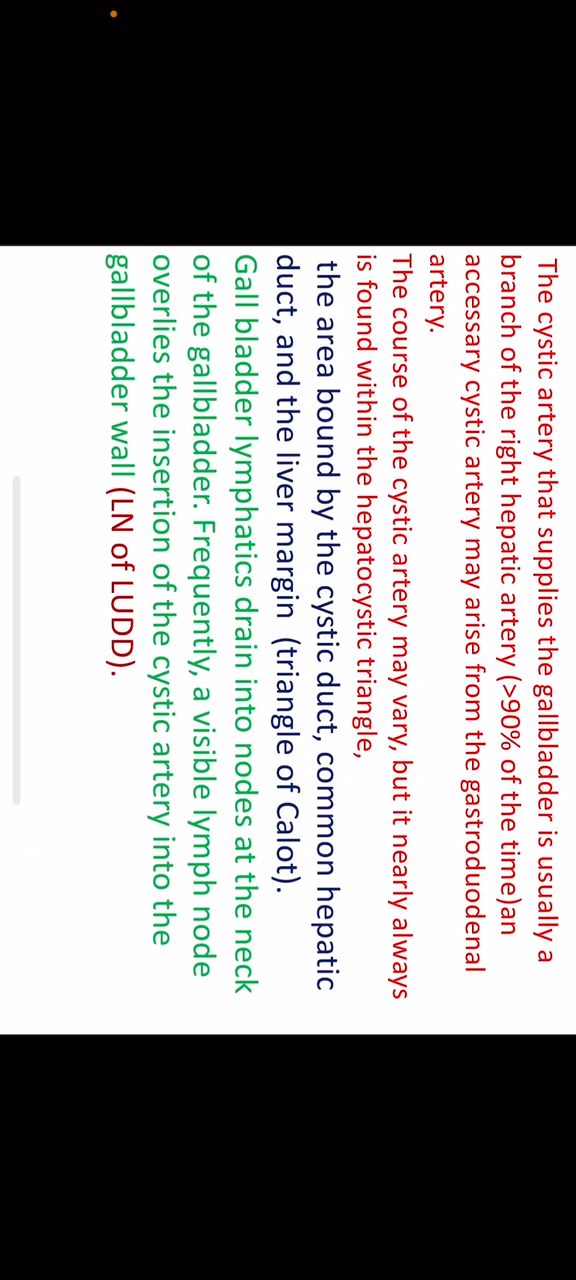 The cystic artery that supplies the gallbladder is usually a
branch of the right hepatic artery (>90% of the time)an
accessary cystic artery may arise from the gastroduodenal
artery.
The course of the cystic artery may vary, but it nearly always
is found within the hepatocystic triangle,
the area bound by the cystic duct, common hepatic
duct, and the liver margin (triangle of Calot).
Gall bladder lymphatics drain into nodes at the neck
of the gallbladder. Frequently, a visible lymph node
overlies the insertion of the cystic artery into the
gallbladder wall (LN of LUDD).